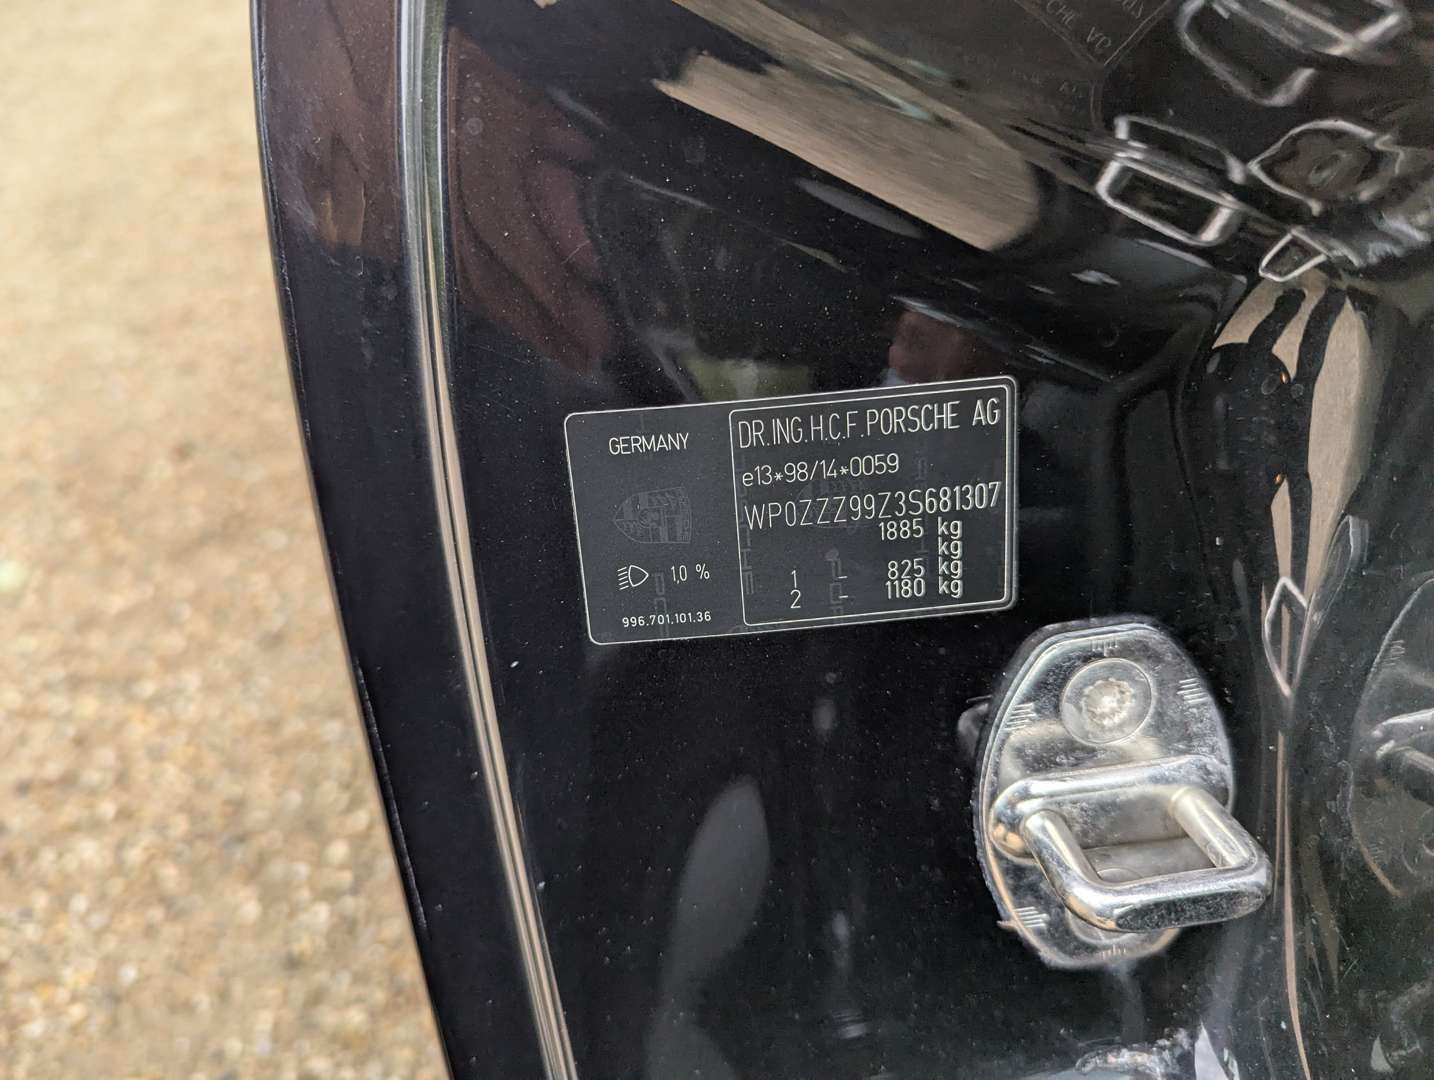 GERMANY
1,0 %
996.701.101.36
DR.ING.H.C.F.PORSCHE AG
e13*98/14*0059
WP0ZZZ99Z3S681307
1885 kg
kg
1 - 825 kg
2 - 1180 kg